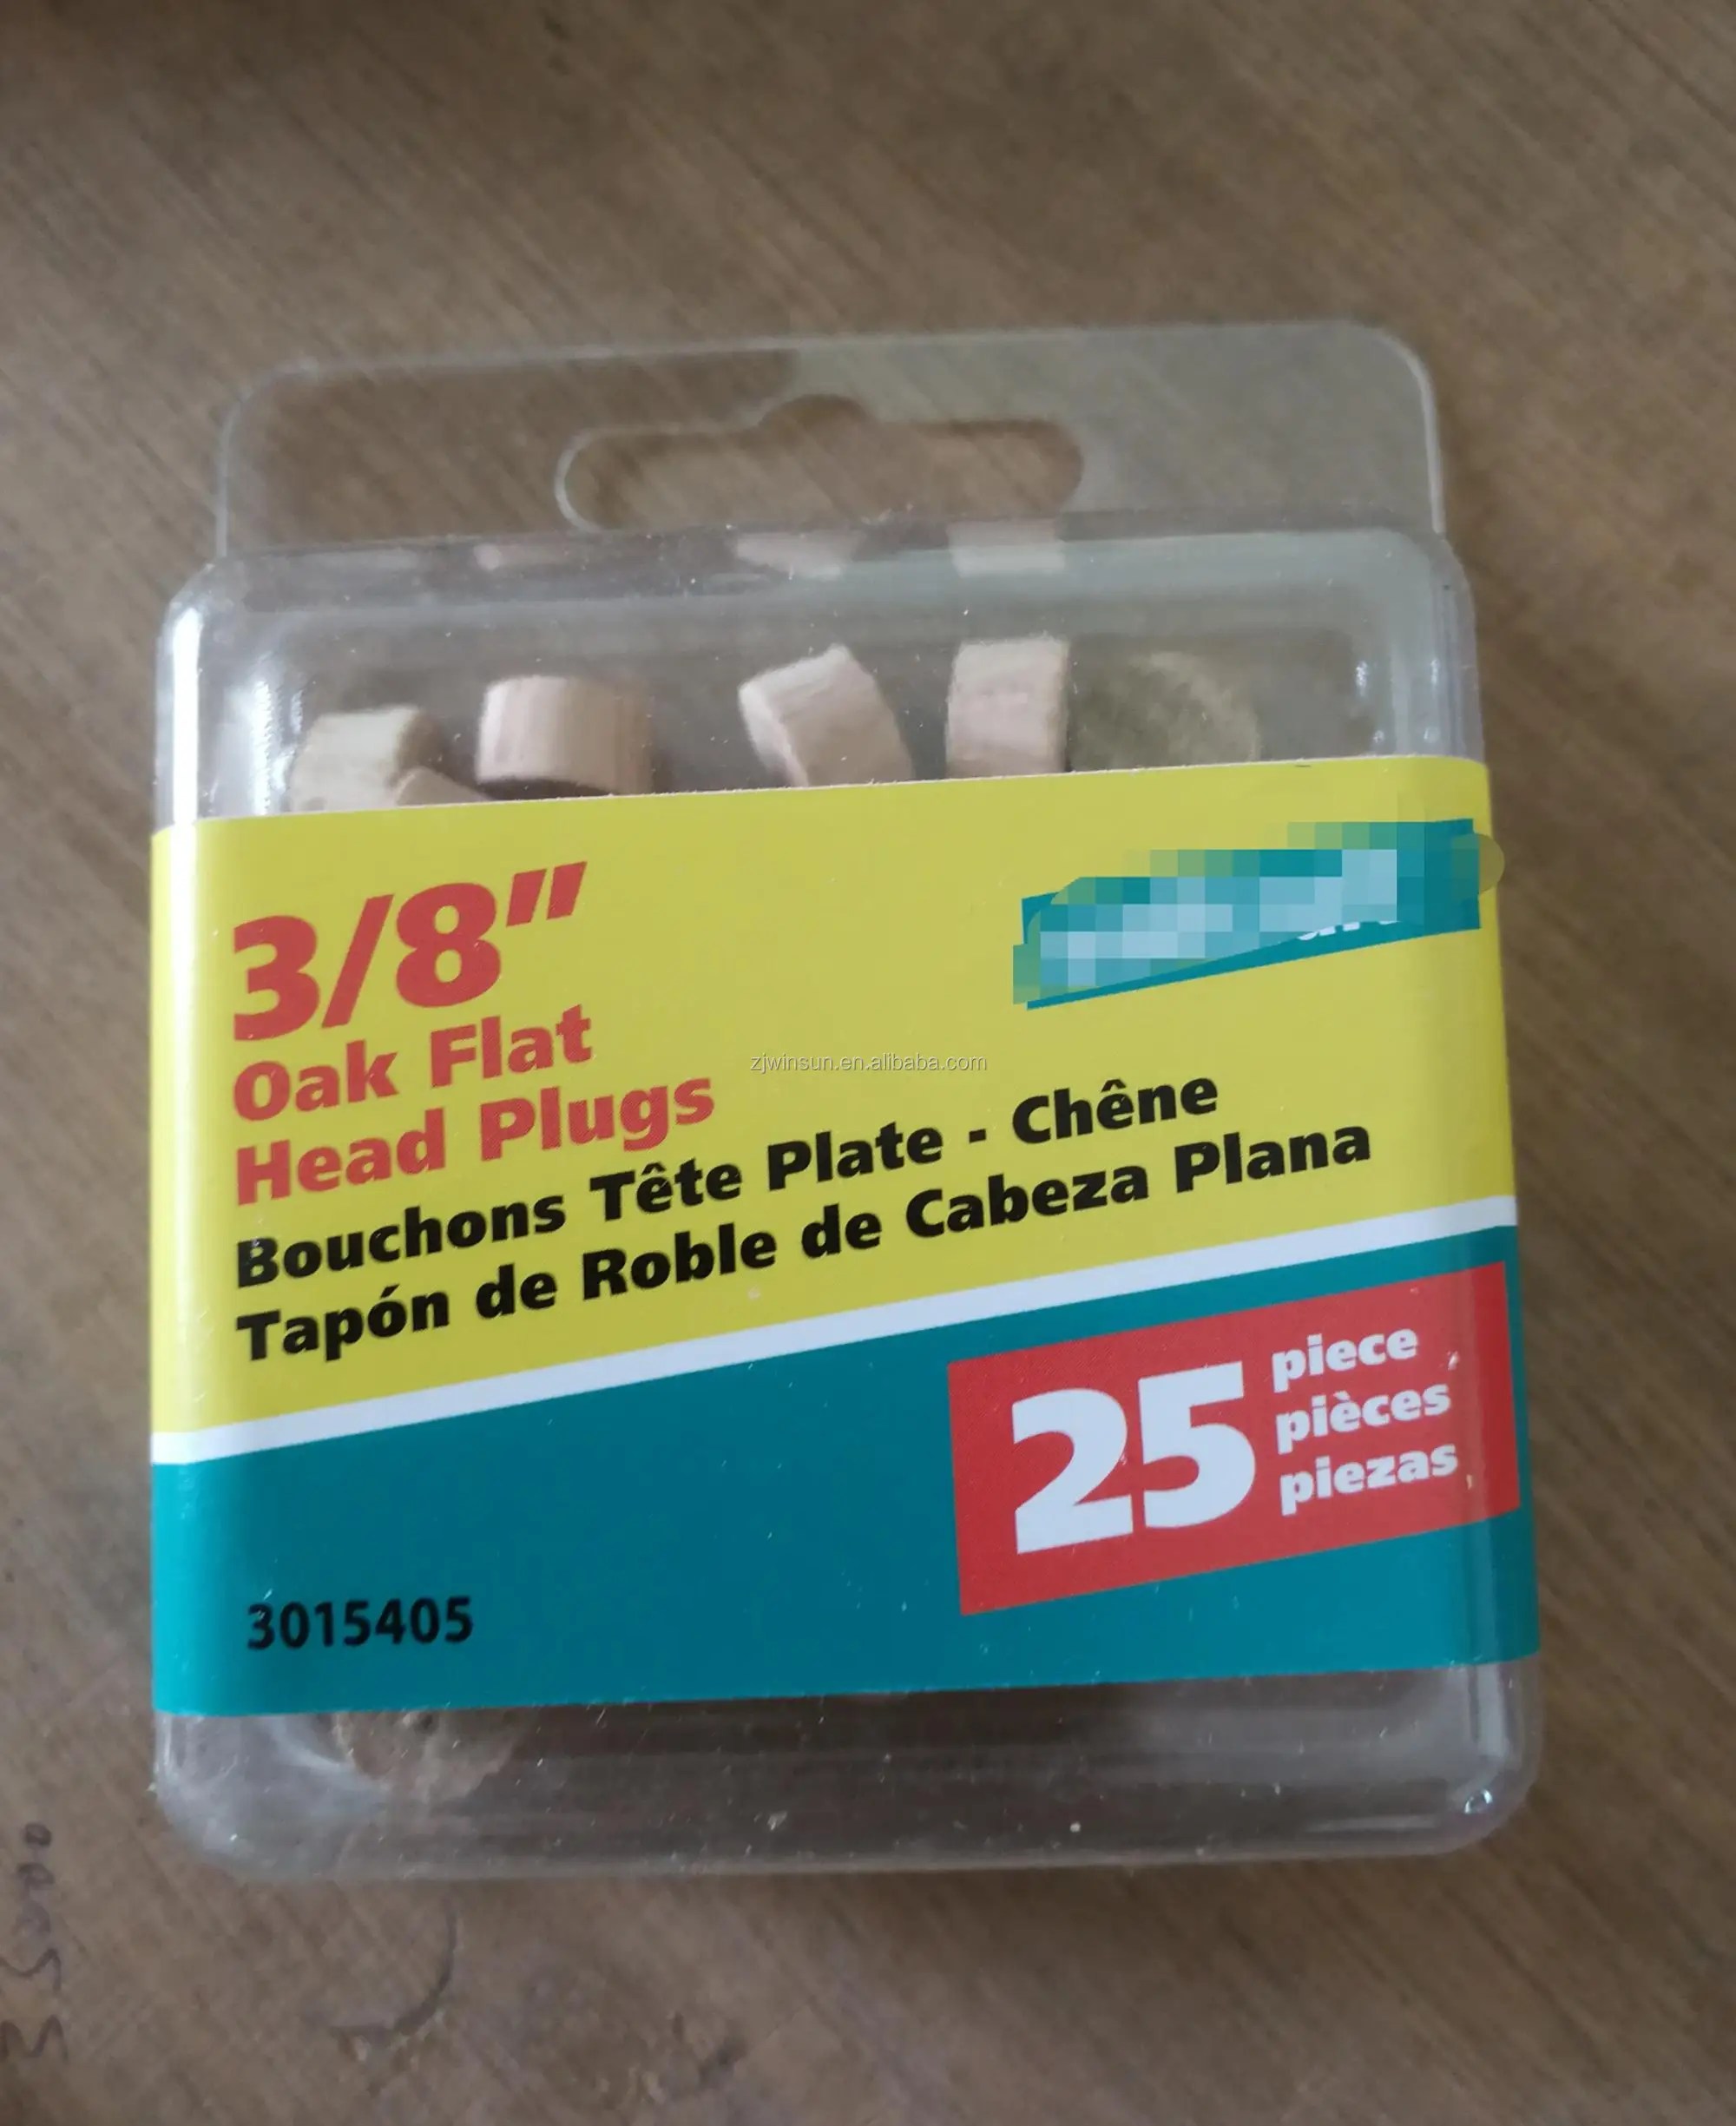 3/8"
Oak Flat
Head Plugs
Bouchons Tête Plate - Chêne
Tapón de Roble de Cabeza Plana
25
piece
pièces
piezas
3015405
zjwinsun.en.alibaba.com